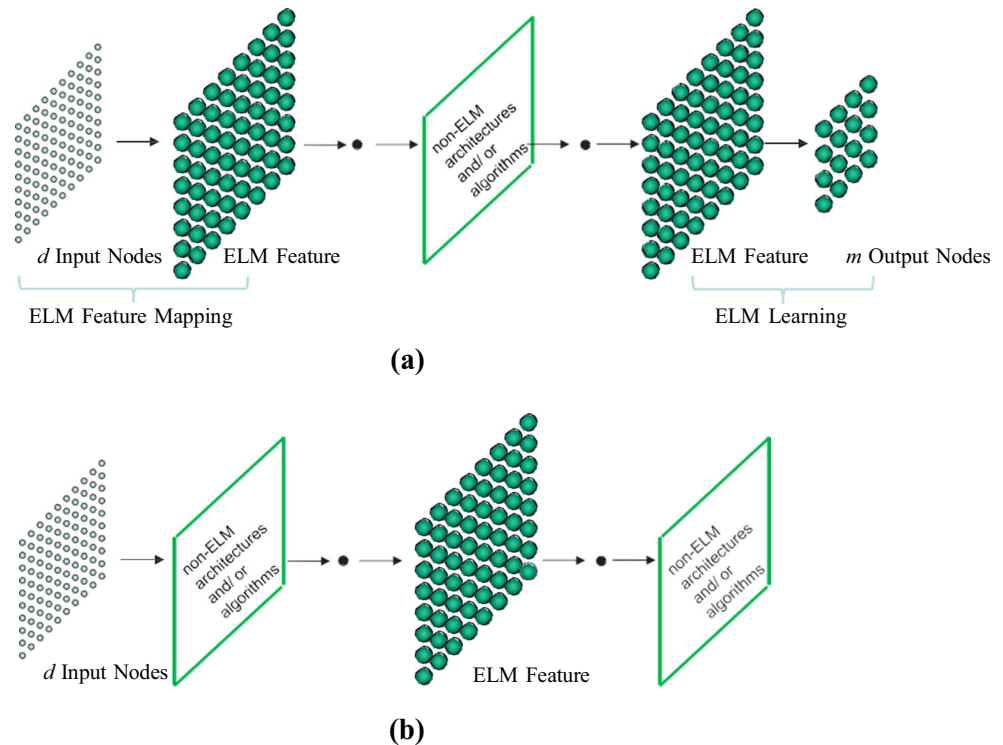 non-ELM
architectures
and/ or
algorithms
d Input Nodes
ELM Feature
ELM Feature
m Output Nodes
ELM Feature Mapping
ELM Learning
(a)
non-ELM
architectures
and/ or
algorithms
non-ELM
architectures
and/ or
algorithms
d Input Nodes
ELM Feature
(b)